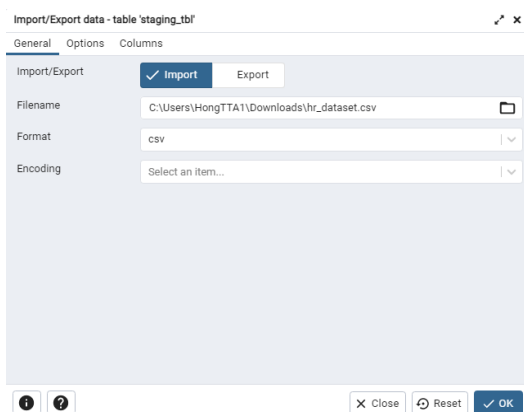 Import/Export data - table 'staging_tbl'
General Options Columns
Import/Export Import Export
Filename C:\Users\HongTTA1\Downloads\hr_dataset.csv
Format csv
Encoding Select an item...
Close Reset OK